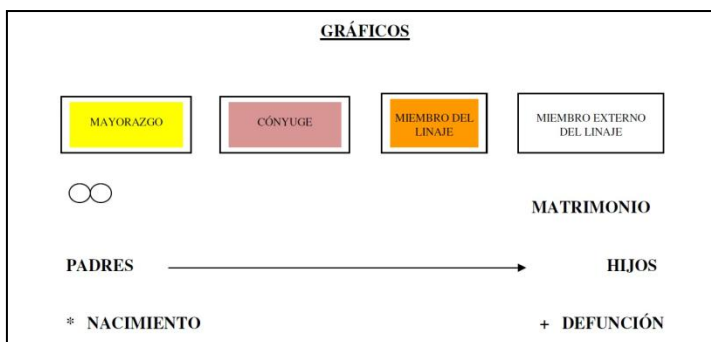 GRÁFICOS
MAYORAZGO
CÓNYUGE
MIEMBRO DEL
LINAJE
MIEMBRO EXTERNO
DEL LINAJE
MATRIMONIO
PADRES HIJOS
* NACIMIENTO + DEFUNCIÓN